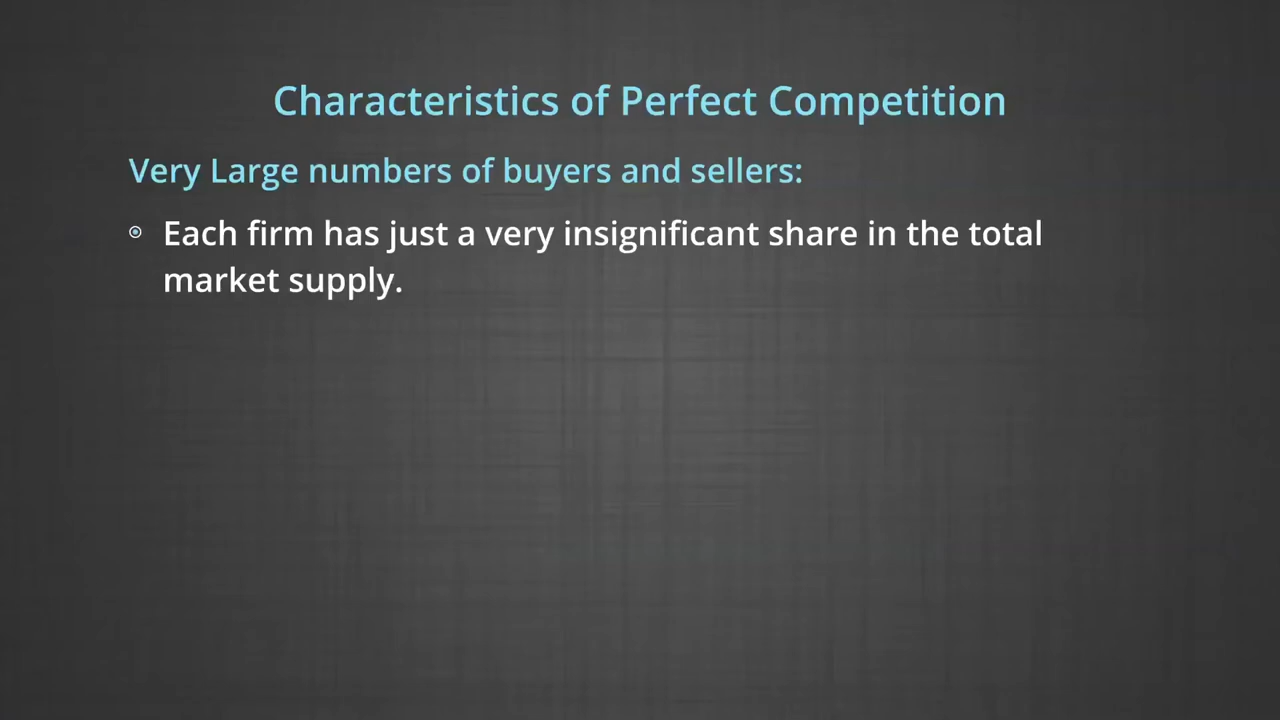 Characteristics of Perfect Competition
Very Large numbers of buyers and sellers:
Each firm has just a very insignificant share in the total
market supply.